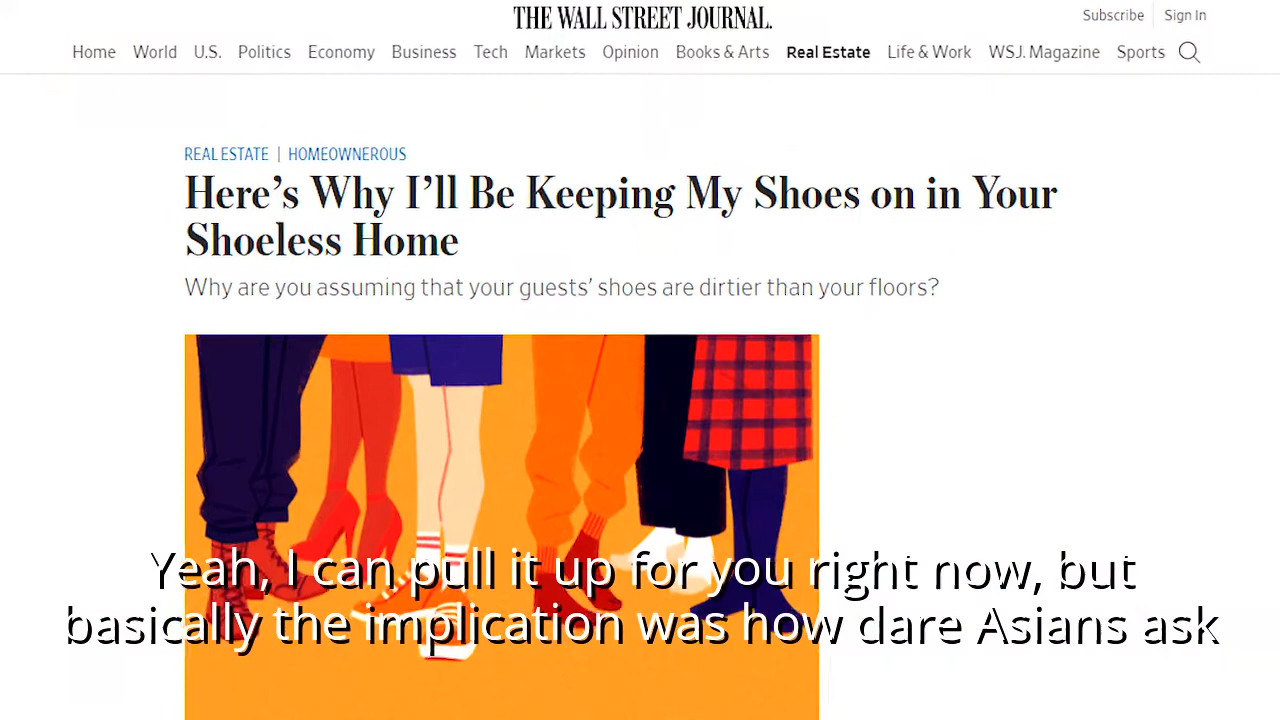 THE WALL STREET JOURNAL.
Subscribe Sign In
Home World U.S. Politics Economy Business Tech Markets Opinion Books & Arts Real Estate Life & Work WSJ. Magazine Sports
REAL ESTATE | HOMEOWNEROUS
Here’s Why I’ll Be Keeping My Shoes on in Your
Shoeless Home
Why are you assuming that your guests’ shoes are dirtier than your floors?
Yeah, I can pull it up for you right now, but
basically the implication was how dare Asians ask